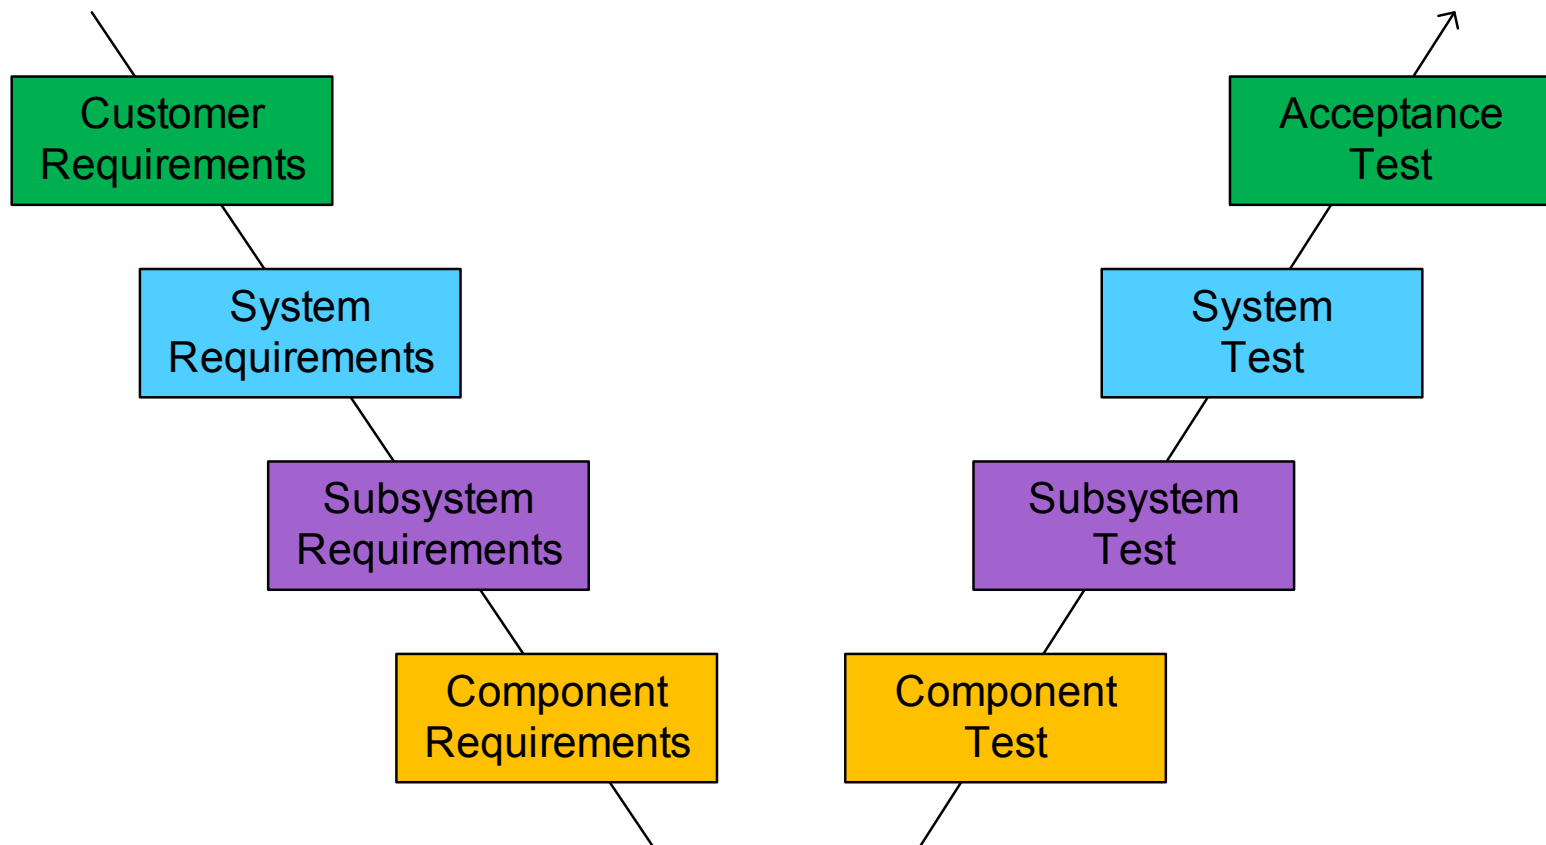 Customer
Requirements
Acceptance
Test
System
Requirements
System
Test
Subsystem
Requirements
Subsystem
Test
Component
Requirements
Component
Test